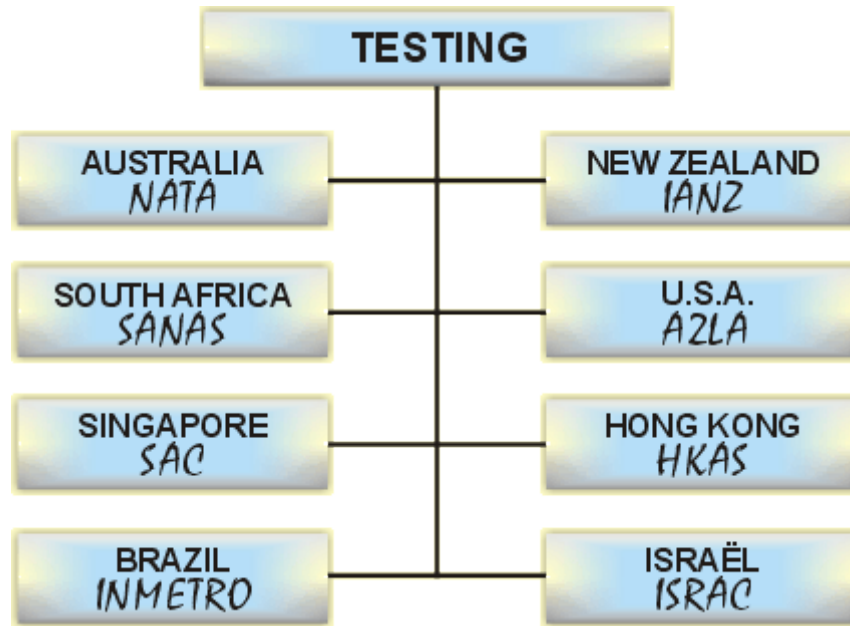 TESTING
AUSTRALIA
NATA
NEW ZEALAND
IANZ
SOUTH AFRICA
SANAS
U.S.A.
A2LA
SINGAPORE
SAC
HONG KONG
HKAS
BRAZIL
INMETRO
ISRAËL
ISRAC